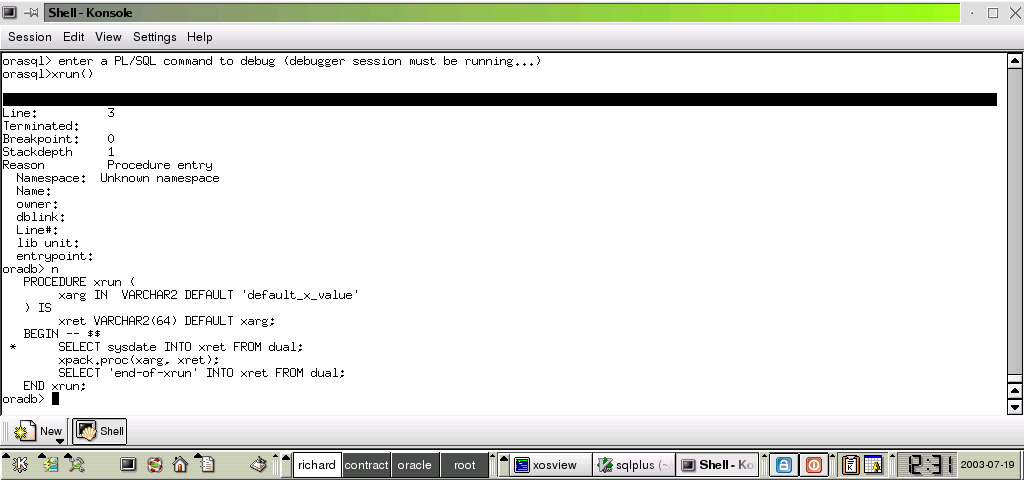 Shell - Konsole
Session Edit View Settings Help
orasql> enter a PL/SQL command to debug (debugger session must be running...)
orasql>xrun()
Line: 3
Terminated:
Breakpoint: 0
Stackdepth 1
Reason Procedure entry
Namespace: Unknown namespace
Name:
owner:
dblink:
Line#:
lib unit:
entrypoint:
oradb> n
PROCEDURE xrun (
xarg IN VARCHAR2 DEFAULT 'default_x_value'
) IS
xret VARCHAR2(64) DEFAULT xarg;
BEGIN -- $$
* SELECT sysdate INTO xret FROM dual;
xpack.proc(xarg, xret);
SELECT 'end-of-xrun' INTO xret FROM dual;
END xrun;
oradb>
New Shell
richard contract oracle root xosview sqlplus (~ Shell - Ko 2:31 2003-07-19